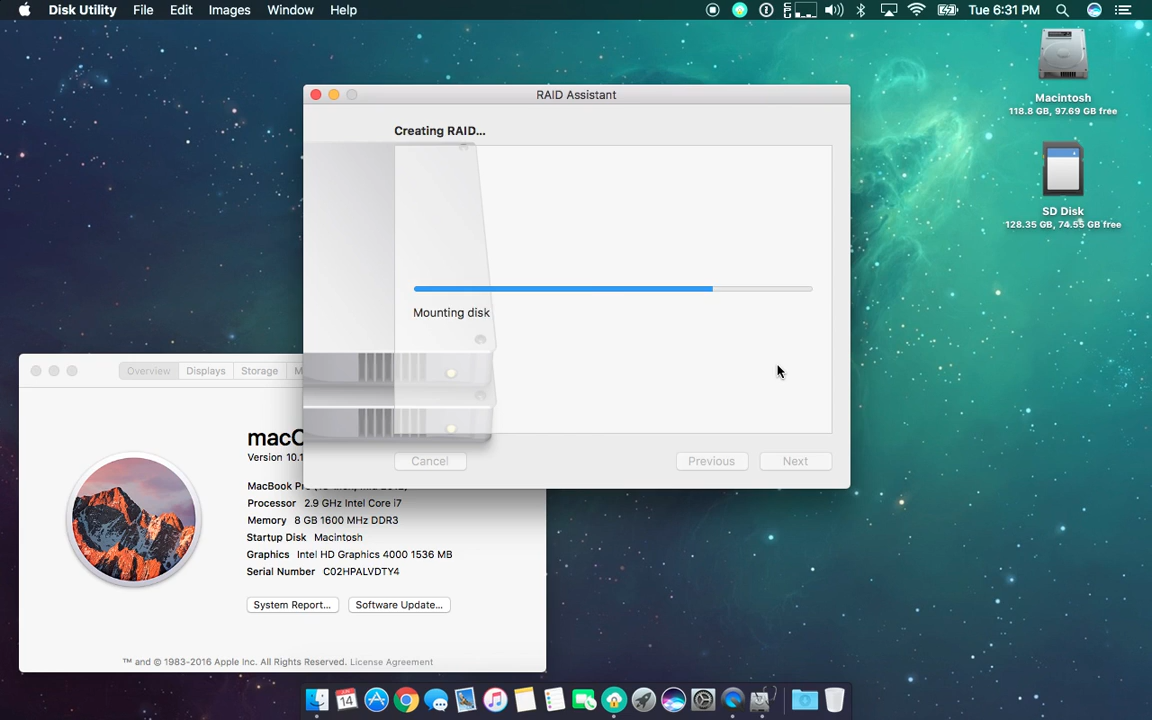 Disk Utility File Edit Images Window Help
Tue 6:31 PM
Macintosh
118.8 GB, 97.69 GB free
SD Disk
128.35 GB, 74.55 GB free
RAID Assistant
Creating RAID...
Mounting disk
Cancel Previous Next
Overview Displays Storage M
macO
Version 10.1
MacBook
Processor 2.9 GHz Intel Core i7
Memory 8 GB 1600 MHz DDR3
Startup Disk Macintosh
Graphics Intel HD Graphics 4000 1536 MB
Serial Number C02HPALVDTY4
System Report... Software Update...
™ and © 1983-2016 Apple Inc. All Rights Reserved. License Agreement
14